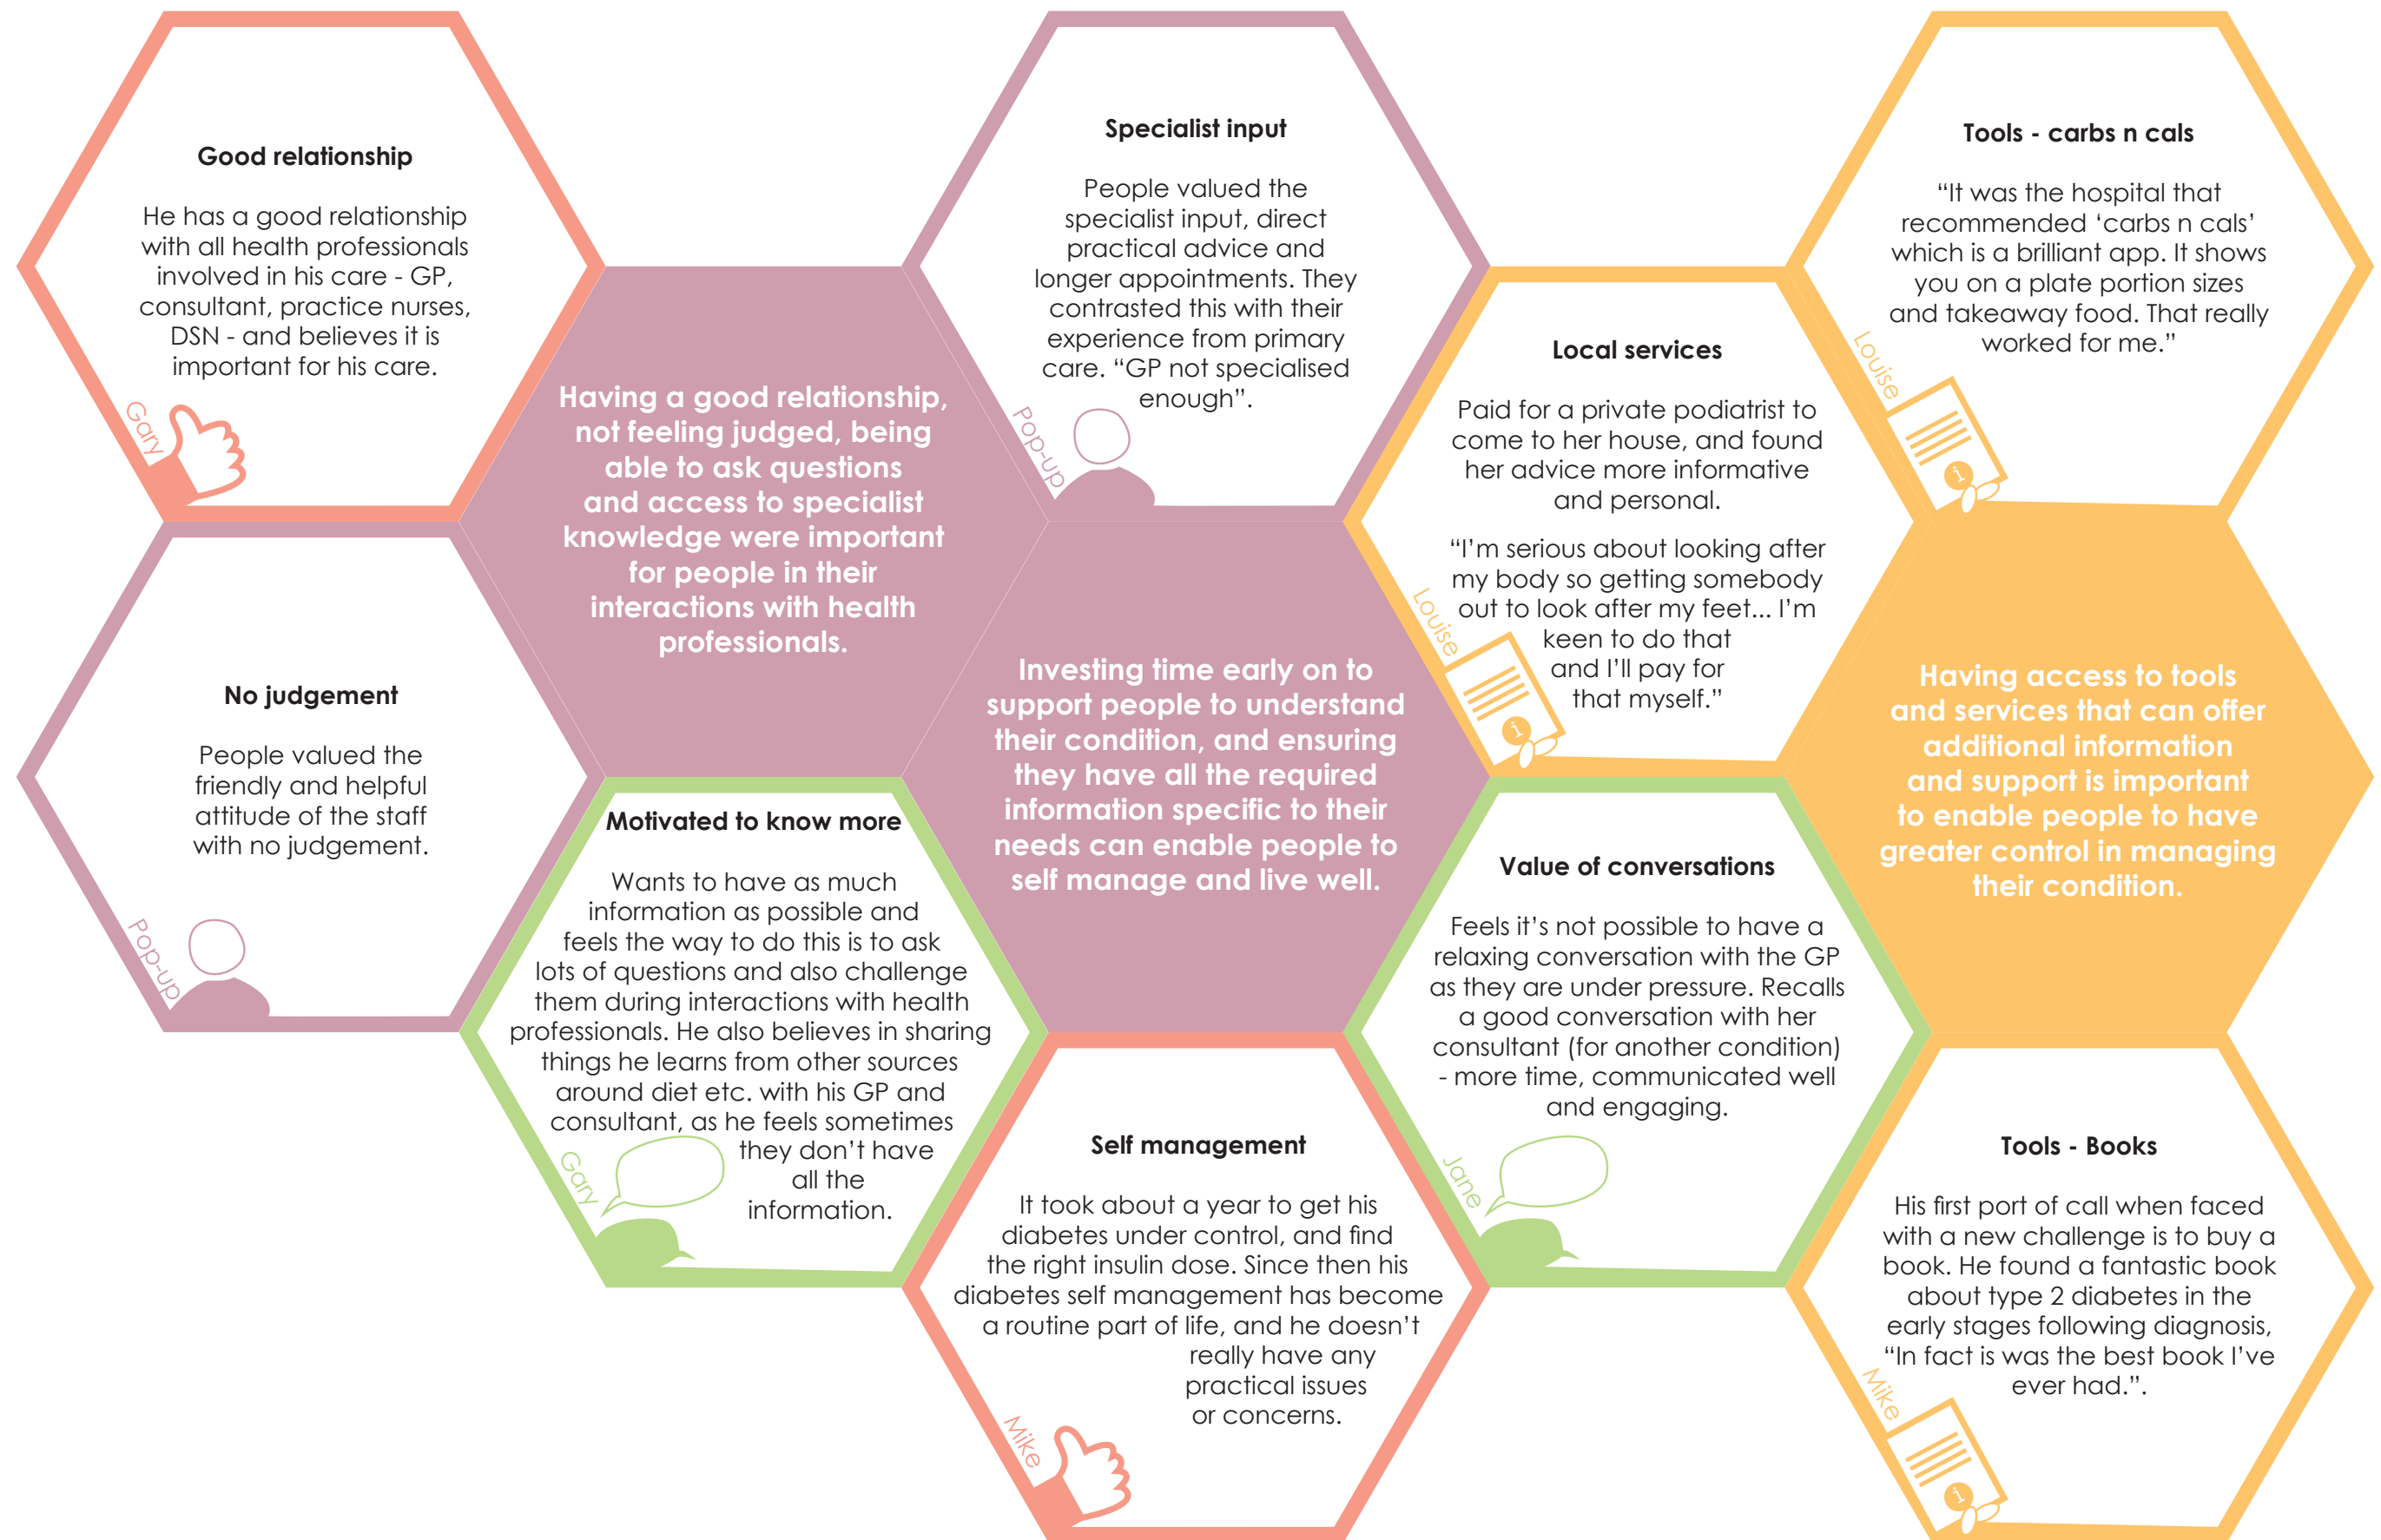 Good relationship
He has a good relationship
with all health professionals
involved in his care - GP,
consultant, practice nurses,
DSN - and believes it is
important for his care.
Gary
Having a good relationship,
not feeling judged, being
able to ask questions
and access to specialist
knowledge were important
for people in their
interactions with health
professionals.
Specialist input
People valued the
specialist input, direct
practical advice and
longer appointments. They
contrasted this with their
experience from primary
care. “GP not specialised
enough”.
Pop-up
Local services
Paid for a private podiatrist to
come to her house, and found
her advice more informative
and personal.
“I’m serious about looking after
my body so getting somebody
out to look after my feet... I’m
keen to do that
and I’ll pay for
that myself.”
Louise
i
Tools - carbs n cals
“It was the hospital that
recommended ‘carbs n cals’
which is a brilliant app. It shows
you on a plate portion sizes
and takeaway food. That really
worked for me.”
Louise
i
No judgement
People valued the
friendly and helpful
attitude of the staff
with no judgement.
Pop-up
Motivated to know more
Wants to have as much
information as possible and
feels the way to do this is to ask
lots of questions and also challenge
them during interactions with health
professionals. He also believes in sharing
things he learns from other sources
around diet etc. with his GP and
consultant, as he feels sometimes
they don’t have
all the
information.
Gary
Investing time early on to
support people to understand
their condition, and ensuring
they have all the required
information specific to their
needs can enable people to
self manage and live well.
Value of conversations
Feels it’s not possible to have a
relaxing conversation with the GP
as they are under pressure. Recalls
a good conversation with her
consultant (for another condition)
- more time, communicated well
and engaging.
Jane
Having access to tools
and services that can offer
additional information
and support is important
to enable people to have
greater control in managing
their condition.
Self management
It took about a year to get his
diabetes under control, and find
the right insulin dose. Since then his
diabetes self management has become
a routine part of life, and he doesn’t
really have any
practical issues
or concerns.
Mike
Tools - Books
His first port of call when faced
with a new challenge is to buy a
book. He found a fantastic book
about type 2 diabetes in the
early stages following diagnosis,
“In fact is was the best book I’ve
ever had.”.
Mike
i